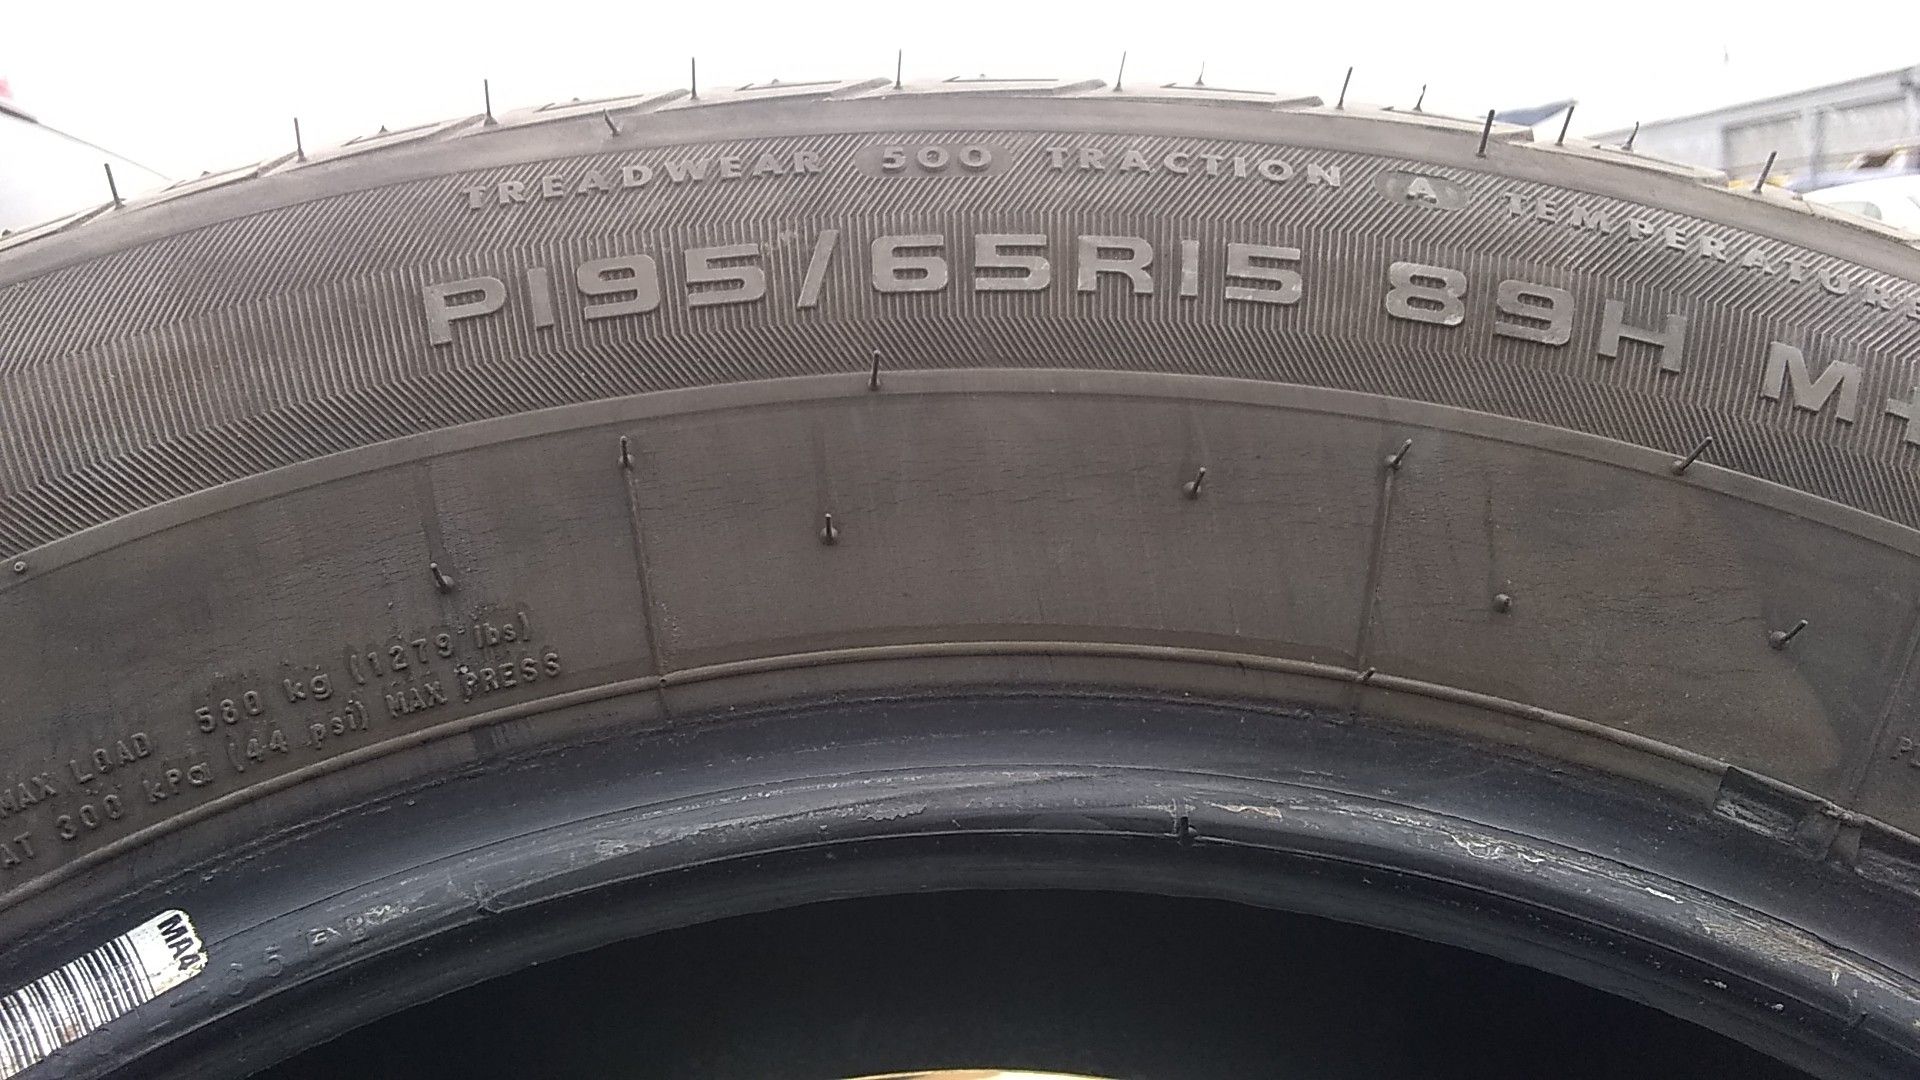 TREADWEAR 500 TRACTION A TEMPERATURE
P195/65R15 89H M+
MAX LOAD 580 kg (1279 lbs)
AT 300 kPa (44 psi) MAX PRESS
MA4